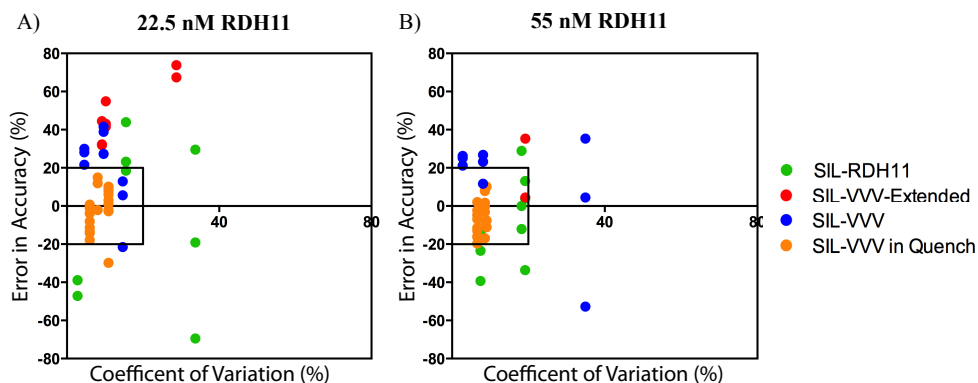 A)
22.5 nM RDH11
Error in Accuracy (%)
80
60
40
20
0
-20
-40
-60
-80
40
80
Coefficent of Variation (%)
B)
55 nM RDH11
Error in Accuracy (%)
80
60
40
20
0
-20
-40
-60
-80
40
80
Coefficent of Variation (%)
SIL-RDH11
SIL-VVV-Extended
SIL-VVV
SIL-VVV in Quench